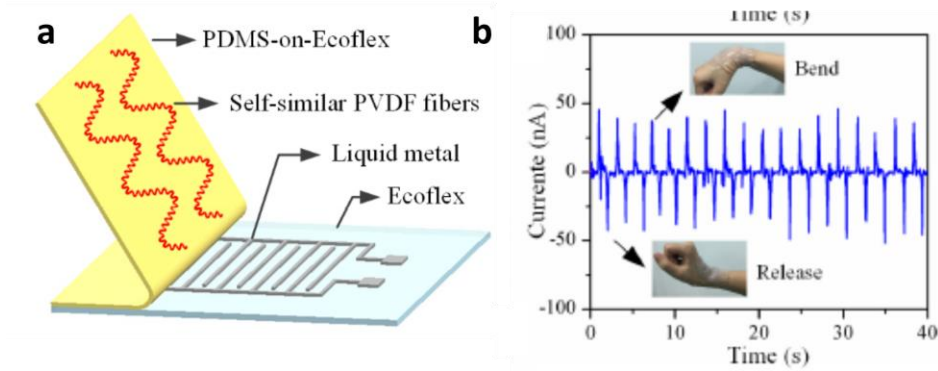 a
PDMS-on-Ecoflex
Self-similar PVDF fibers
Liquid metal
Ecoflex
b
Time (s)
100
50
0
-50
-100
Currente (nA)
Bend
Release
0
10
20
30
40
Time (s)